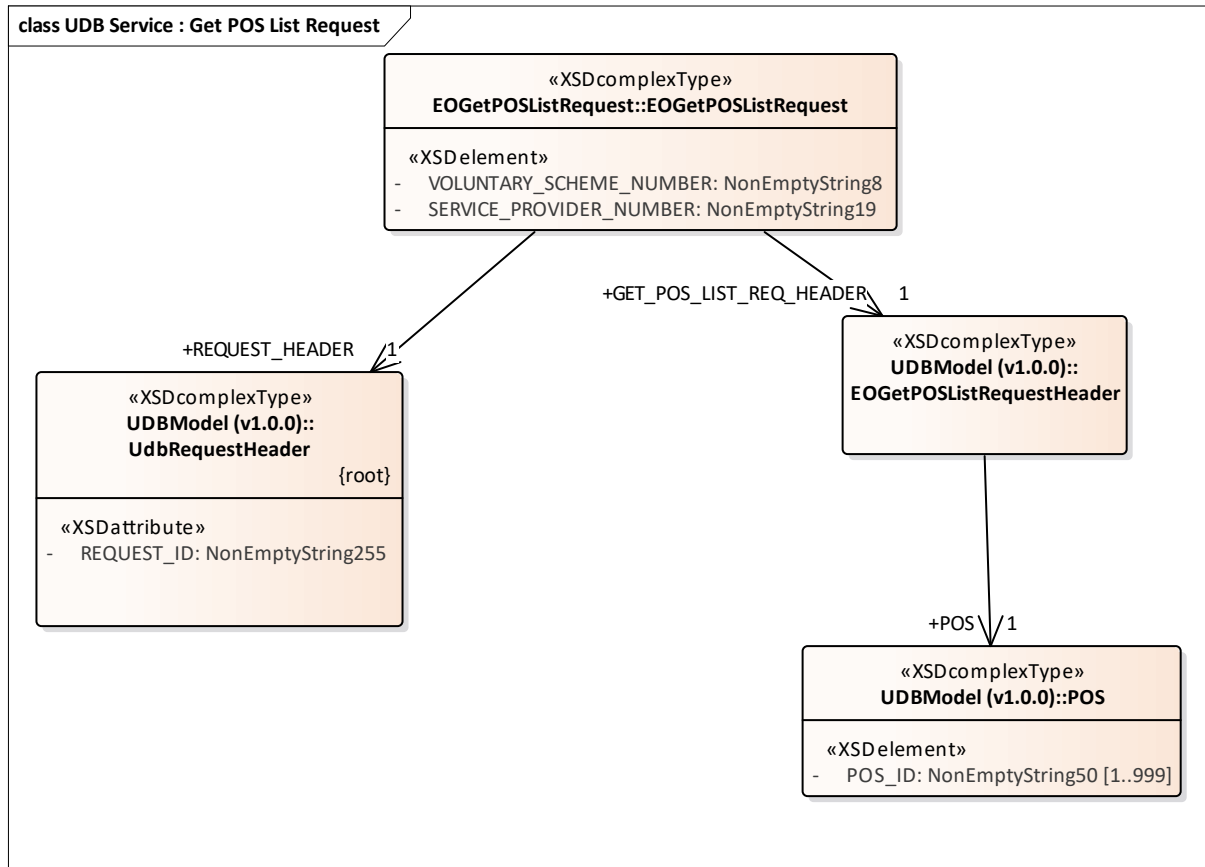 class UDB Service : Get POS List Request
«XSDcomplexType»
EOGetPOSListRequest::EOGetPOSListRequest
«XSDelement»
- VOLUNTARY_SCHEME_NUMBER: NonEmptyString8
- SERVICE_PROVIDER_NUMBER: NonEmptyString19
+GET_POS_LIST_REQ_HEADER 1
+REQUEST_HEADER 1
«XSDcomplexType»
UDBModel (v1.0.0)::
EOGetPOSListRequestHeader
«XSDcomplexType»
UDBModel (v1.0.0)::
UdbRequestHeader
{root}
«XSDattribute»
- REQUEST_ID: NonEmptyString255
+POS 1
«XSDcomplexType»
UDBModel (v1.0.0)::POS
«XSDelement»
- POS_ID: NonEmptyString50 [1..999]